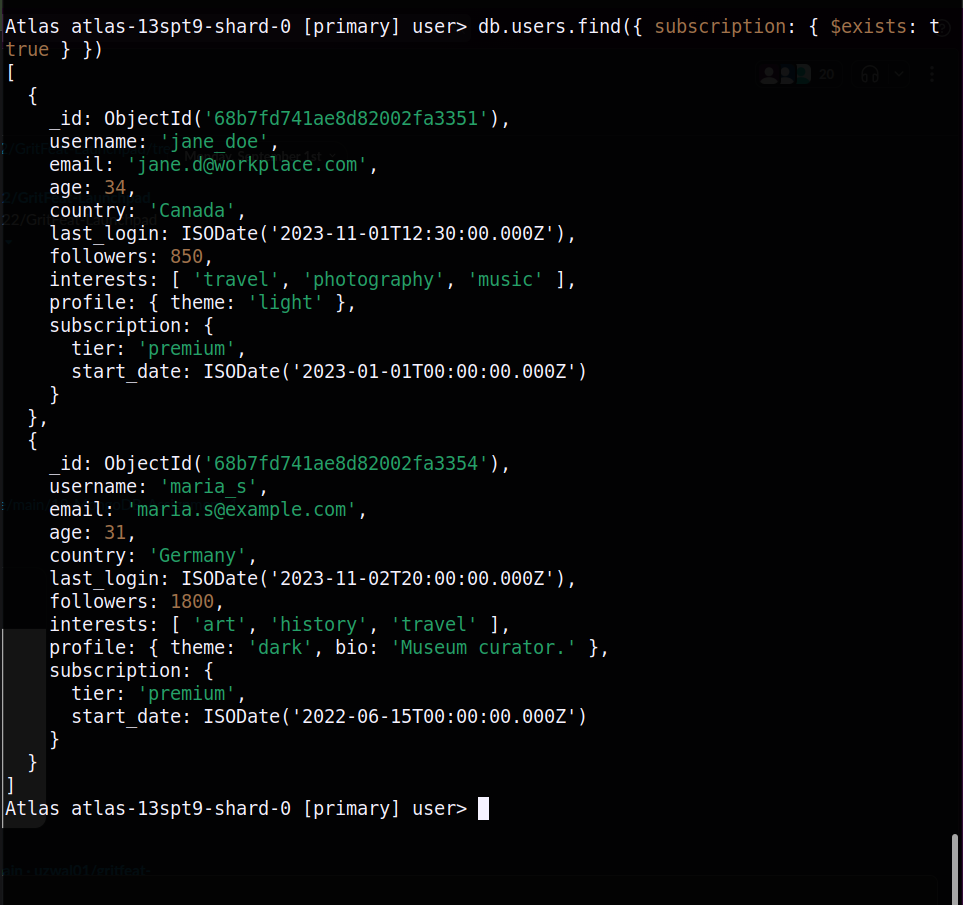 Atlas atlas-13spt9-shard-0 [primary] user> db.users.find({ subscription: { $exists: t
true } })
[
  {
    _id: ObjectId('68b7fd741ae8d82002fa3351'),
    username: 'jane_doe',
    email: 'jane.d@workplace.com',
    age: 34,
    country: 'Canada',
    last_login: ISODate('2023-11-01T12:30:00.000Z'),
    followers: 850,
    interests: [ 'travel', 'photography', 'music' ],
    profile: { theme: 'light' },
    subscription: {
      tier: 'premium',
      start_date: ISODate('2023-01-01T00:00:00.000Z')
    }
  },
  {
    _id: ObjectId('68b7fd741ae8d82002fa3354'),
    username: 'maria_s',
    email: 'maria.s@example.com',
    age: 31,
    country: 'Germany',
    last_login: ISODate('2023-11-02T20:00:00.000Z'),
    followers: 1800,
    interests: [ 'art', 'history', 'travel' ],
    profile: { theme: 'dark', bio: 'Museum curator.' },
    subscription: {
      tier: 'premium',
      start_date: ISODate('2022-06-15T00:00:00.000Z')
    }
  }
]
Atlas atlas-13spt9-shard-0 [primary] user>
20